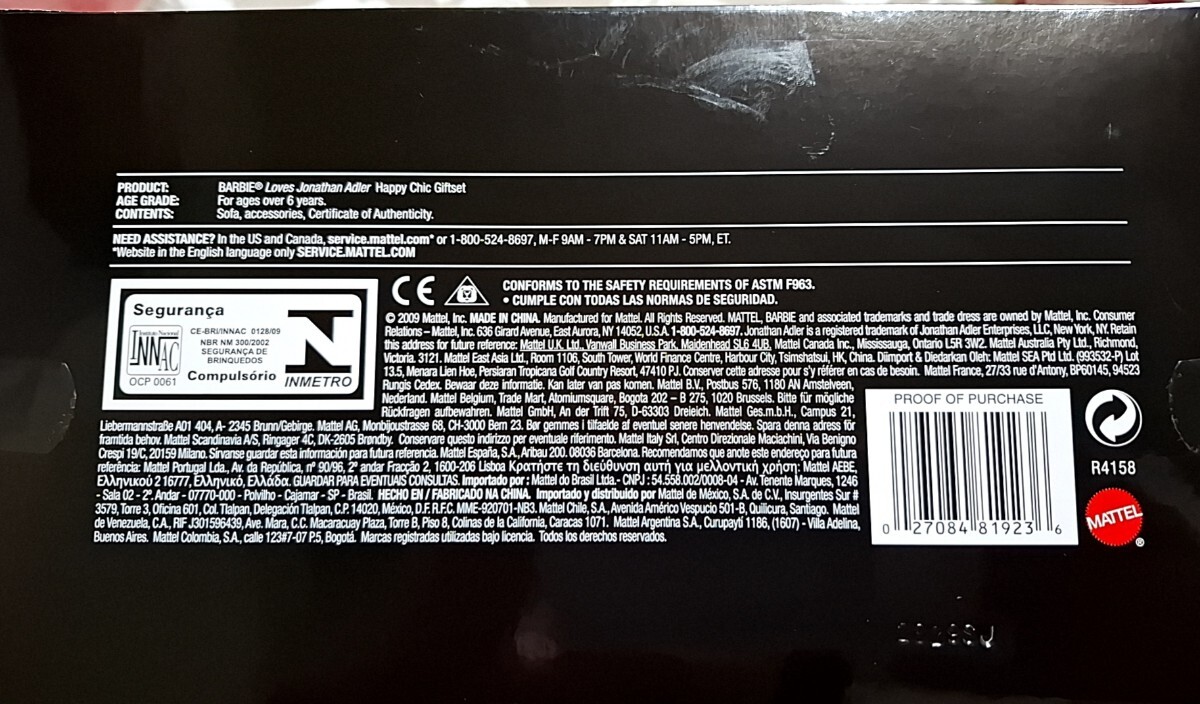 PRODUCT: BARBIE® Loves Jonathan Adler Happy Chic Giftset
AGE GRADE: For ages over 6 years.
CONTENTS: Sofa, accessories, Certificate of Authenticity.
NEED ASSISTANCE? In the US and Canada, service.mattel.com* or 1-800-524-8697, M-F 9AM - 7PM & SAT 11AM - 5PM, ET.
*Website in the English language only SERVICE.MATTEL.COM
Segurança
Instituto Nacional
INNAC
OCP 0061
CE-BRI/INNAC 0128/09
NBR NM 300/2002
SEGURANÇA DE
BRINQUEDOS
Compulsório
INMETRO
CE
CONFORMS TO THE SAFETY REQUIREMENTS OF ASTM F963.
• CUMPLE CON TODAS LAS NORMAS DE SEGURIDAD.
© 2009 Mattel, Inc. MADE IN CHINA. Manufactured for Mattel. All Rights Reserved. MATTEL, BARBIE and associated trademarks and trade dress are owned by Mattel, Inc. Consumer
Relations – Mattel, Inc. 636 Girard Avenue, East Aurora, NY 14052, U.S.A. 1-800-524-8697. Jonathan Adler is a registered trademark of Jonathan Adler Enterprises, LLC, New York, NY. Retain
this address for future reference: Mattel U.K. Ltd., Vanwall Business Park, Maidenhead SL6 4UB. Mattel Canada Inc., Mississauga, Ontario L5R 3W2. Mattel Australia Pty Ltd., Richmond,
Victoria. 3121. Mattel East Asia Ltd., Room 1106, South Tower, World Finance Centre, Harbour City, Tsimshatsui, HK, China. Diimport & Diedarkan Oleh: Mattel SEA Ptd Ltd. (993532-P) Lot
13.5, Menara Lien Hoe, Persiaran Tropicana Golf Country Resort, 47410 PJ. Conserver cette adresse pour s'y référer en cas de besoin. Mattel France, 27/33 rue d'Antony, BP60145, 94523
Rungis Cedex. Bewaar deze informatie. Kan later van pas komen. Mattel B.V., Postbus 576, 1180 AN Amstelveen,
Nederland. Mattel Belgium, Trade Mart, Atomiumsquare, Bogota 202 – B 275, 1020 Brussels. Bitte für mögliche
Rückfragen aufbewahren. Mattel GmbH, An der Trift 75, D-63303 Dreieich. Mattel Ges.m.b.H., Campus 21,
Liebermannstraße A01 404, A- 2345 Brunn/Gebirge. Mattel AG, Monbijoustrasse 68, CH-3000 Bern 23. Bør gemmes i tilfælde af eventuel senere henvendelse. Spara denna adress för
framtida behov. Mattel Scandinavia A/S, Ringager 4C, DK-2605 Brøndby. Conservare questo indirizzo per eventuale riferimento. Mattel Italy Srl, Centro Direzionale Maciachini, Via Benigno
Crespi 19/C, 20159 Milano. Sírvanse guardar esta información para futura referencia. Mattel España, S.A., Aribau 200. 08036 Barcelona. Recomendamos que anote este endereço para futura
referência: Mattel Portugal Lda., Av. da República, nº 90/96, 2º andar Fracção 2, 1600-206 Lisboa Κρατήστε τη διεύθυνση αυτή για μελλοντική χρήση: Mattel AEBE,
Ελληνικού 2 16777, Ελληνικό, Ελλάδα. GUARDAR PARA EVENTUAIS CONSULTAS. Importado por : Mattel do Brasil Ltda.- CNPJ : 54.558.002/0008-04 - Av. Tenente Marques, 1246
- Sala 02 - 2º. Andar - 07770-000 - Polvilho - Cajamar - SP - Brasil. HECHO EN / FABRICADO NA CHINA. Importado y distribuido por Mattel de México, S.A. de C.V., Insurgentes Sur #
3579, Torre 3, Oficina 601, Col. Tlalpan, Delegación Tlalpan, C.P. 14020, México, D.F. R.F.C. MME-920701-NB3. Mattel Chile, S.A., Avenida Américo Vespucio 501-B, Quilicura, Santiago. Mattel
de Venezuela, C.A., RIF J301596439, Ave. Mara, C.C. Macaracuay Plaza, Torre B, Piso 8, Colinas de la California, Caracas 1071. Mattel Argentina S.A., Curupaytí 1186, (1607) - Villa Adelina,
Buenos Aires. Mattel Colombia, S.A., calle 123#7-07 P.5, Bogotá. Marcas registradas utilizadas bajo licencia. Todos los derechos reservados.
PROOF OF PURCHASE
0 27084 81923 6
R4158
MATTEL®